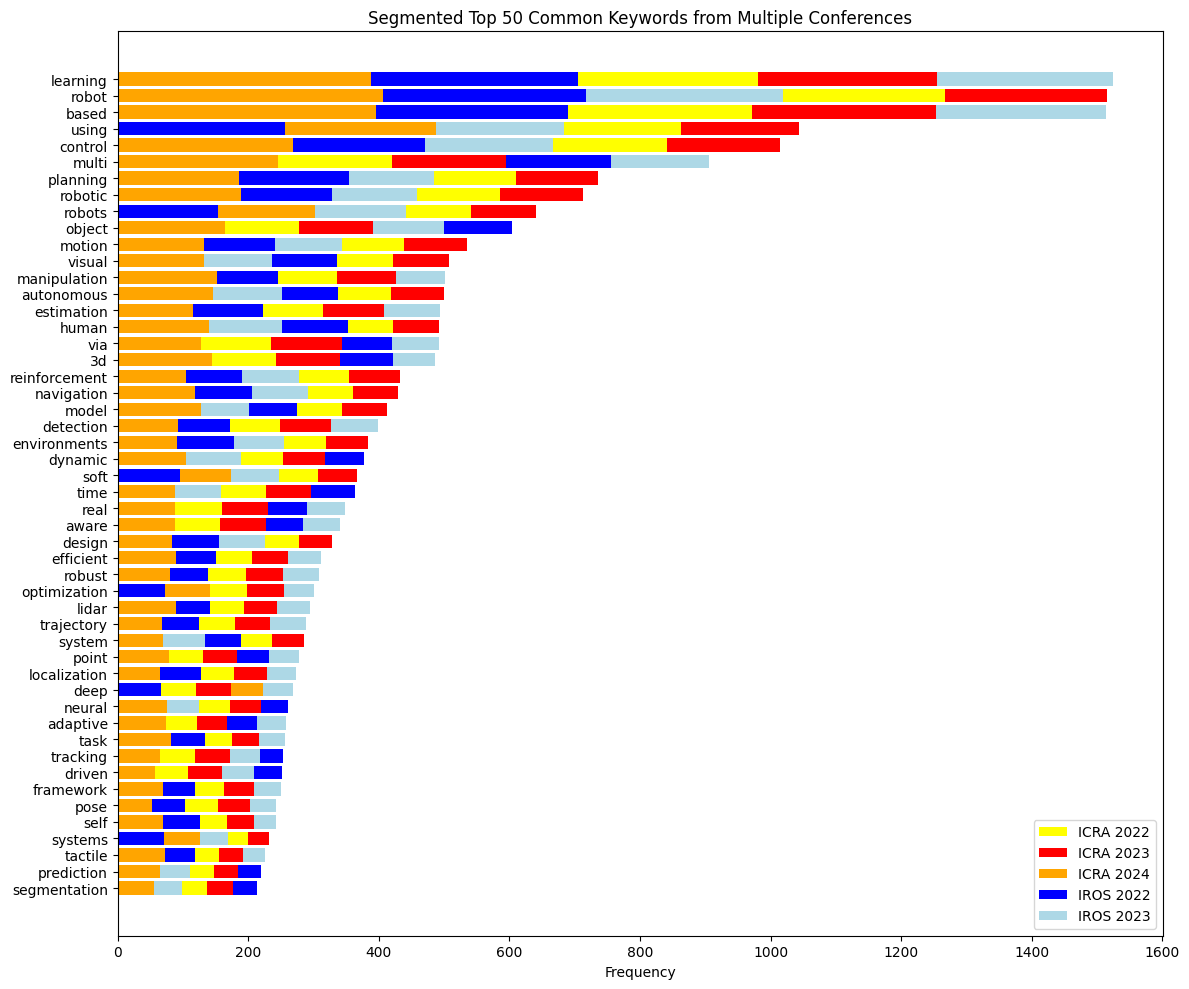 Segmented Top 50 Common Keywords from Multiple Conferences
learning
robot
based
using
control
multi
planning
robotic
robots
object
motion
visual
manipulation
autonomous
estimation
human
via
3d
reinforcement
navigation
model
detection
environments
dynamic
soft
time
real
aware
design
efficient
robust
optimization
lidar
trajectory
system
point
localization
deep
neural
adaptive
task
tracking
driven
framework
pose
self
systems
tactile
prediction
segmentation
ICRA 2022
ICRA 2023
ICRA 2024
IROS 2022
IROS 2023
0 200 400 600 800 1000 1200 1400 1600
Frequency